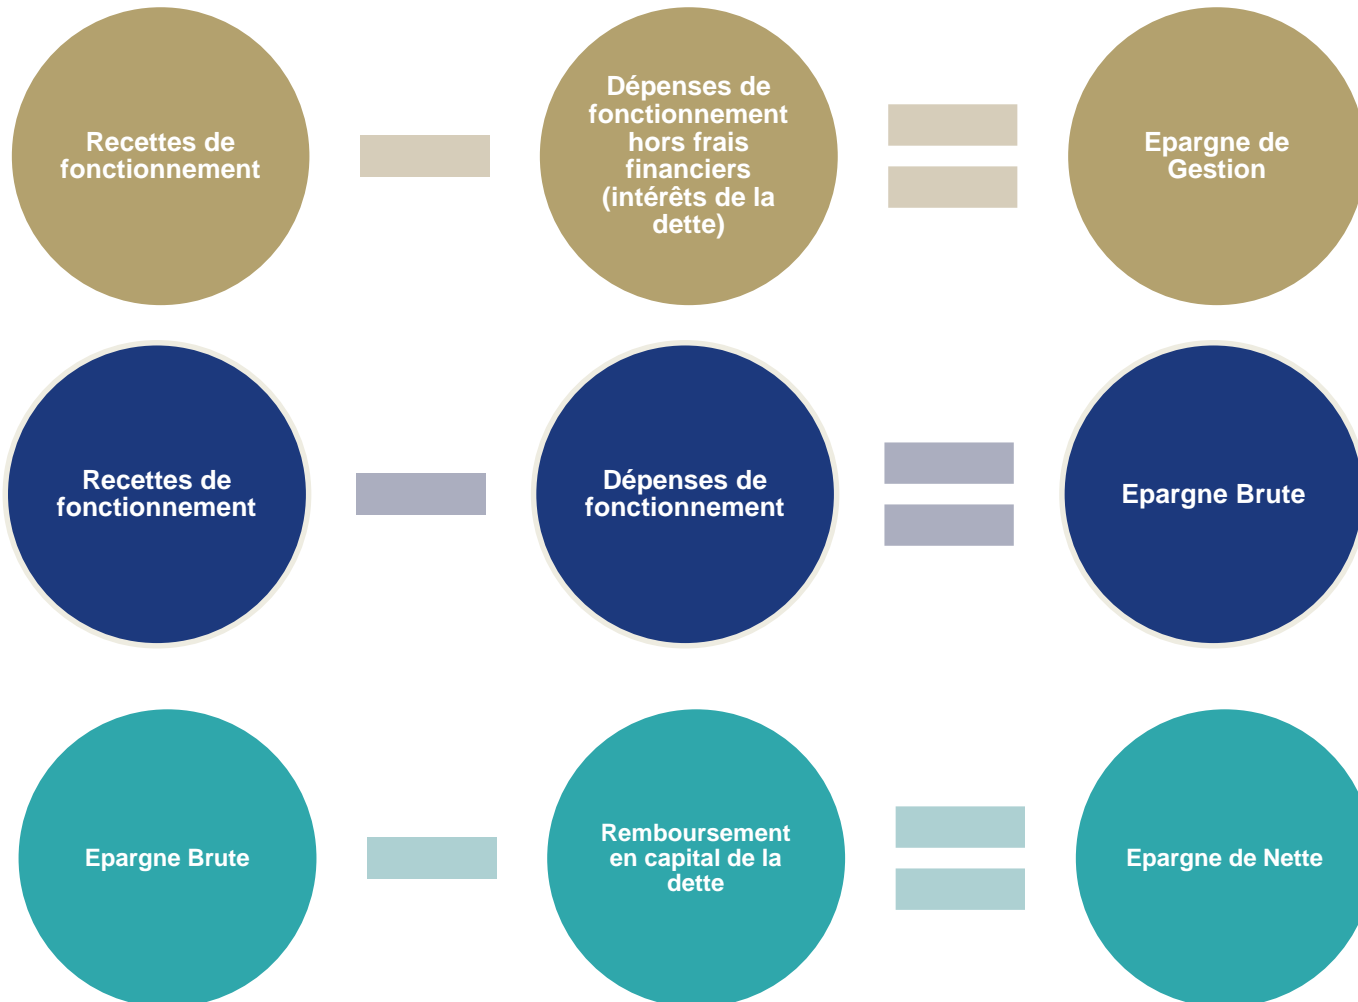 Recettes de
fonctionnement
Dépenses de
fonctionnement
hors frais
financiers
(intérêts de la
dette)
Epargne de
Gestion
Recettes de
fonctionnement
Dépenses de
fonctionnement
Epargne Brute
Epargne Brute
Remboursement
en capital de la
dette
Epargne de Nette